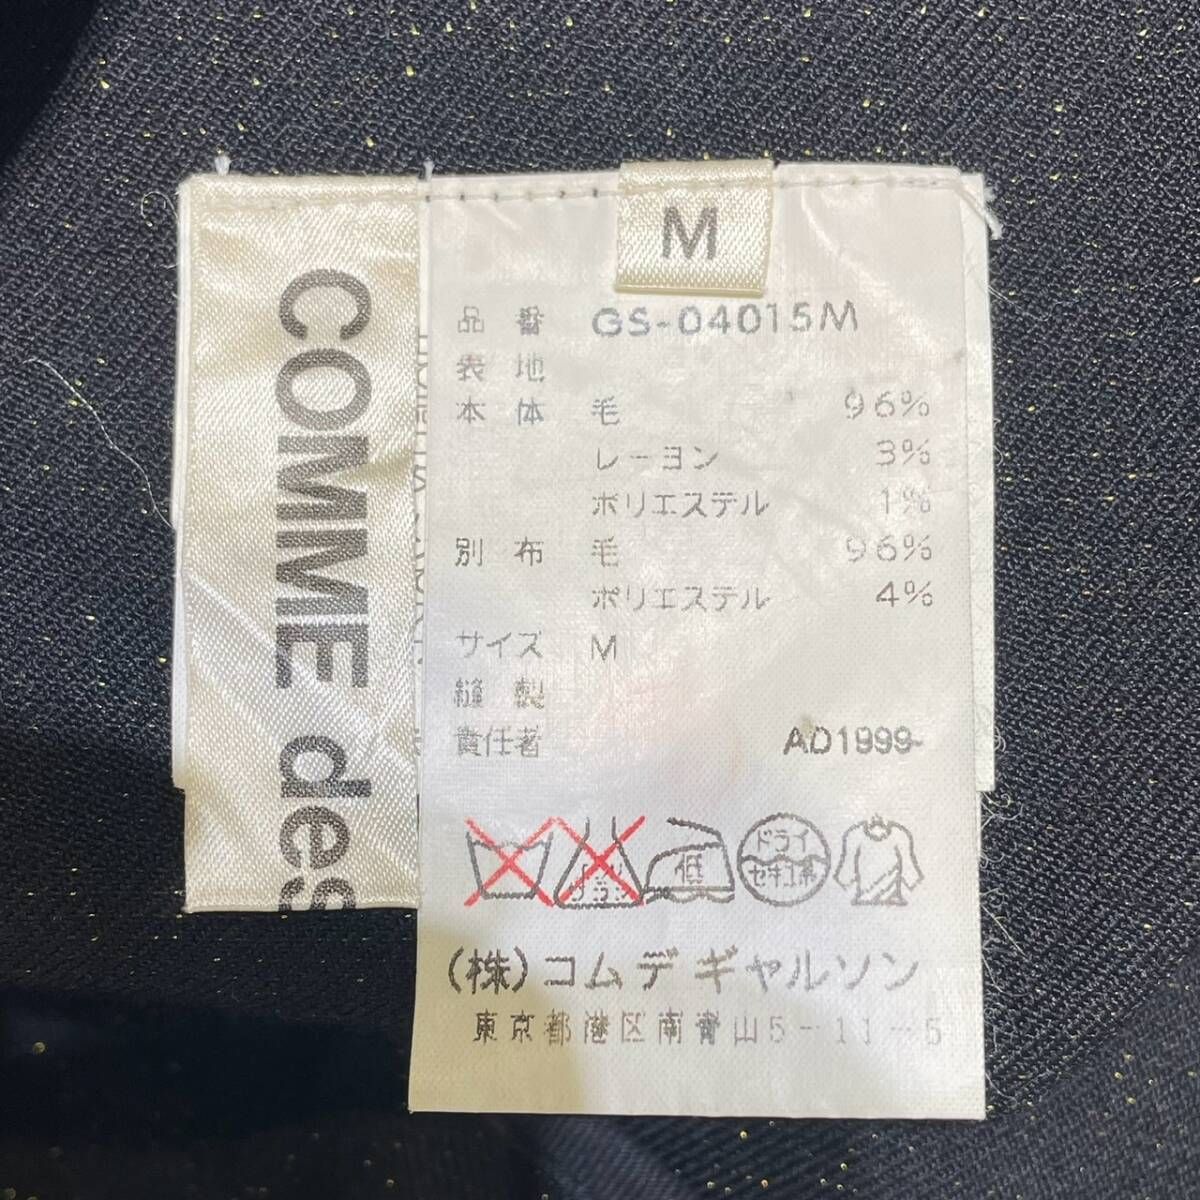 COMME des
M
品番 GS-04015M
表地
本体 毛 96%
レーヨン 3%
ポリエステル 1%
別布 毛 96%
ポリエステル 4%
サイズ M
縫製
責任者 AD1999-
低
ドライ
セキユ系
(株)コムデギャルソン
東京都港区南青山5-11-5